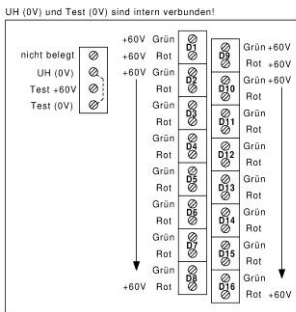 UH (0V) und Test (0V) sind intern verbunden!
nicht belegt
UH (0V)
Test +60V
Test (0V)
+60V Grün
D1
+60V Rot
+60V Grün
D2
Rot
Grün
D3
Rot
Grün
D4
Rot
Grün
D5
Rot
Grün
D6
Rot
Grün
D7
Rot
Grün
D8
+60V Rot
Grün +60V
D9
Rot +60V
Grün +60V
D10
Rot
Grün
D11
Rot
Grün
D12
Rot
Grün
D13
Rot
Grün
D14
Rot
Grün
D15
Rot
Grün
D16
Rot +60V